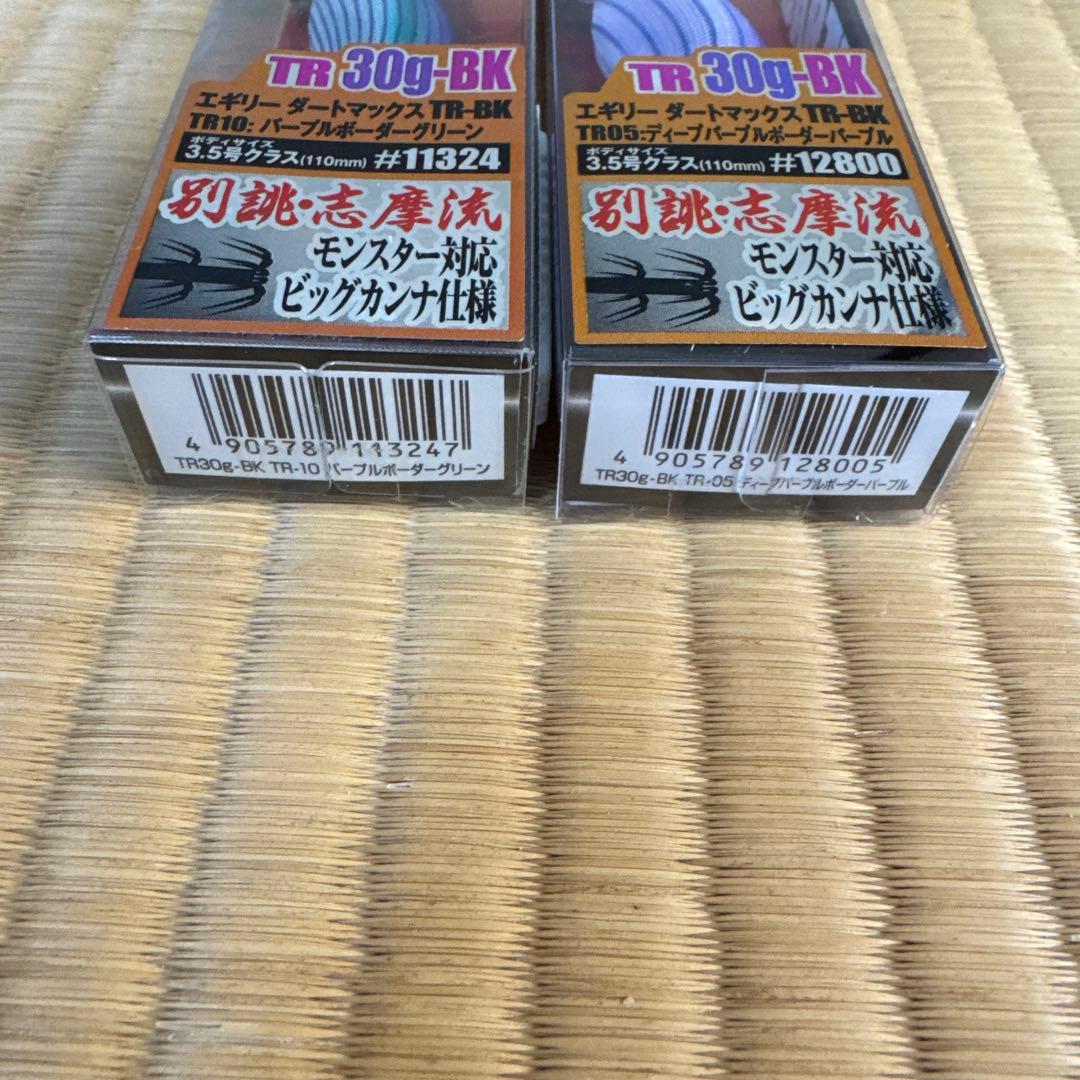 TR 30g-BK
エギリー ダートマックス TR-BK
TR10: パープルボーダーグリーン
ボディサイズ
3.5号クラス(110mm) #11324
別誂・志摩流
モンスター対応
ビッグカンナ仕様
4 905789 113247
TR30g-BK TR-10 パープルボーダーグリーン
TR 30g-BK
エギリー ダートマックス TR-BK
TR05:ディープパープルボーダーパープル
ボディサイズ
3.5号クラス(110mm) #12800
別誂・志摩流
モンスター対応
ビッグカンナ仕様
4 905789 128005
TR30g-BK TR-05 ディープパープルボーダーパープル